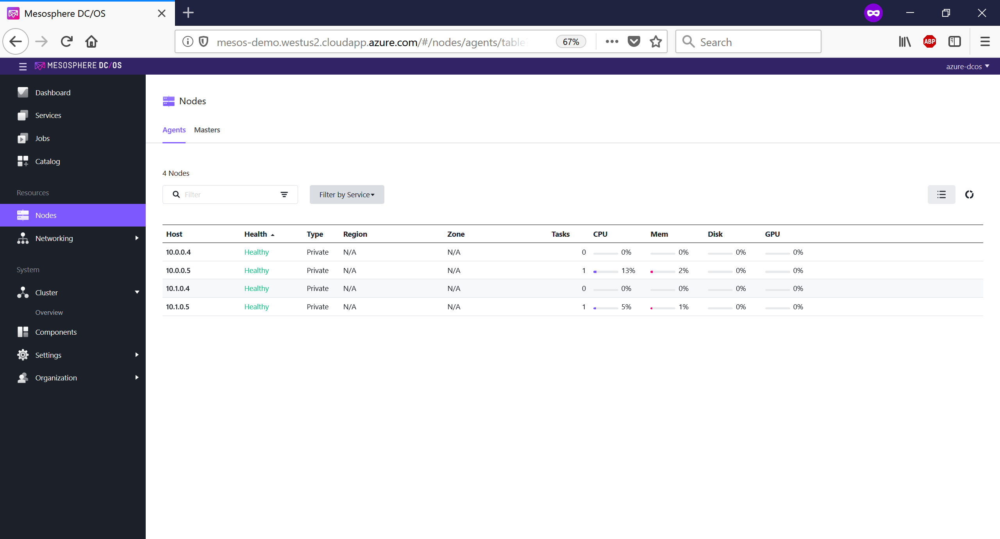 Mesosphere DC/OS
mesos-demo.westus2.cloudapp.azure.com/#/nodes/agents/table?
67%
Search
ABP
MESOSPHERE DC/OS
azure-dcos
Dashboard
Services
Jobs
Catalog
Resources
Nodes
Networking
System
Cluster
Overview
Components
Settings
Organization
Nodes
Agents Masters
4 Nodes
Filter
Filter by Service
Host Health Type Region Zone Tasks CPU Mem Disk GPU
10.0.0.4 Healthy Private N/A N/A 0 0% 0% 0% 0%
10.0.0.5 Healthy Private N/A N/A 1 13% 2% 0% 0%
10.1.0.4 Healthy Private N/A N/A 0 0% 0% 0% 0%
10.1.0.5 Healthy Private N/A N/A 1 5% 1% 0% 0%